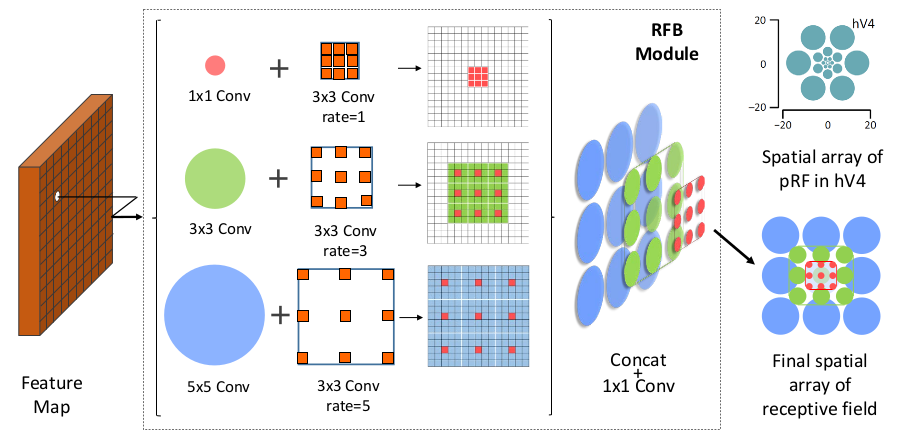 Feature
Map
1x1 Conv
+
3x3 Conv
rate=1
3x3 Conv
+
3x3 Conv
rate=3
5x5 Conv
+
3x3 Conv
rate=5
RFB
Module
Concat
+
1x1 Conv
20
0
−20
−20
0
20
hV4
Spatial array of
pRF in hV4
Final spatial
array of
receptive field